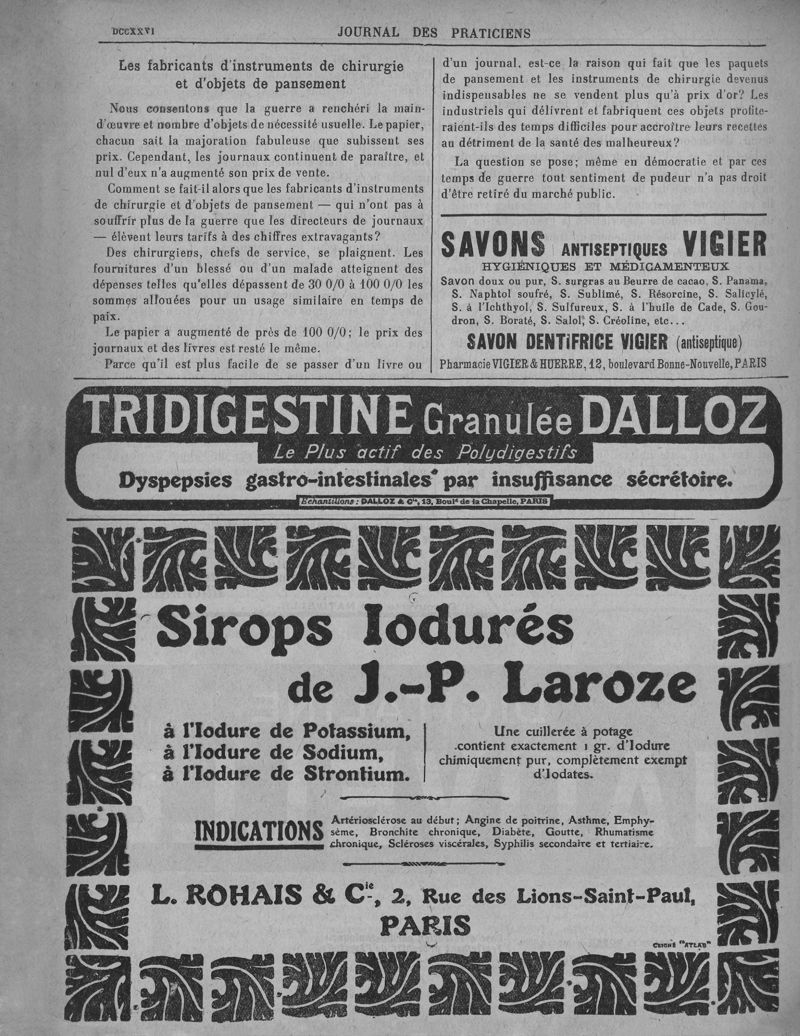 DCCXXVI
JOURNAL DES PRATICIENS
Les fabricants d'instruments de chirurgie
et d'objets de pansement
Nous consentons que la guerre a renchéri la main-
d'œuvre et nombre d'objets de nécessité usuelle. Le papier,
chacun sait la majoration fabuleuse que subissent ses
prix. Cependant, les journaux continuent de paraître, et
nul d'eux n'a augmenté son prix de vente.
Comment se fait-il alors que les fabricants d'instruments
de chirurgie et d'objets de pansement — qui n'ont pas à
souffrir plus de la guerre que les directeurs de journaux
— élèvent leurs tarifs à des chiffres extravagants?
Des chirurgiens, chefs de service, se plaignent. Les
fournitures d'un blessé ou d'un malade atteignent des
dépenses telles qu'elles dépassent de 30 0/0 à 100 0/0 les
sommes allouées pour un usage similaire en temps de
paix.
Le papier a augmenté de près de 100 0/0; le prix des
journaux et des livres est resté le même.
Parce qu'il est plus facile de se passer d'un livre ou
d'un journal, est-ce la raison qui fait que les paquets
de pansement et les instruments de chirurgie devenus
indispensables ne se vendent plus qu'à prix d'or? Les
industriels qui délivrent et fabriquent ces objets profite-
raient-ils des temps difficiles pour accroître leurs recettes
au détriment de la santé des malheureux?
La question se pose; même en démocratie et par ces
temps de guerre tout sentiment de pudeur n'a pas droit
d'être retiré du marché public.
SAVONS ANTISEPTIQUES VIGIER
HYGIÉNIQUES ET MÉDICAMENTEUX
Savon doux ou pur, S. surgras au Beurre de cacao, S. Panama,
S. Naphtol soufré, S. Sublimé, S. Résorcine, S. Salicylé,
S. à l'Ichthyol, S. Sulfureux, S. à l'huile de Cade, S. Gou-
dron, S. Boraté, S. Salol, S. Créoline, etc...
SAVON DENTIFRICE VIGIER (antiseptique)
Pharmacie VIGIER & HUERRE, 12, boulevard Bonne-Nouvelle, PARIS
TRIDIGESTINE Granulée DALLOZ
Le Plus actif des Polydigestifs
Dyspepsies gastro-intestinales par insuffisance sécrétoire.
Échantillons : DALLOZ & Cie, 13, Bould de la Chapelle, PARIS
Sirops Iodurés
de J.-P. Laroze
à l'Iodure de Potassium,
à l'Iodure de Sodium,
à l'Iodure de Strontium.
Une cuillerée à potage
contient exactement 1 gr. d'Iodure
chimiquement pur, complètement exempt
d'Iodates.
INDICATIONS
Artériosclérose au début; Angine de poitrine, Asthme, Emphy-
sème, Bronchite chronique, Diabète, Goutte, Rhumatisme
chronique, Scléroses viscérales, Syphilis secondaire et tertiaire.
L. ROHAIS & Cie, 2, Rue des Lions-Saint-Paul,
PARIS
CLICHÉ "ATLAS"